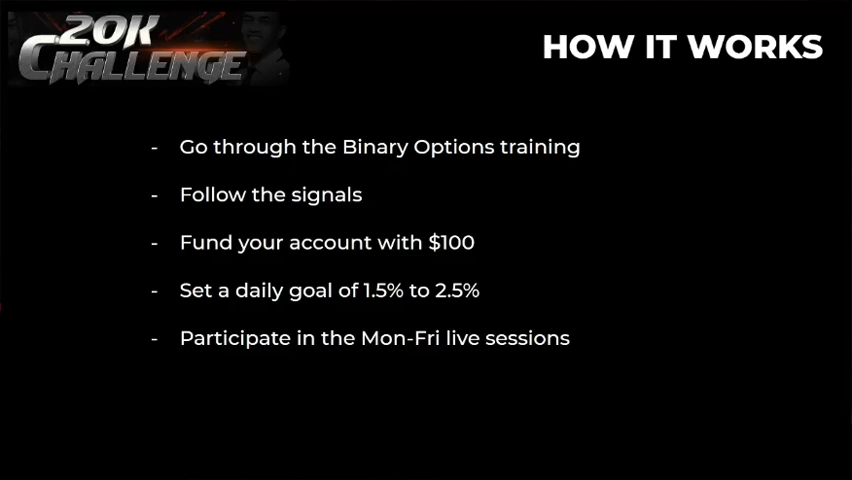 20K
CHALLENGE
HOW IT WORKS
- Go through the Binary Options training
- Follow the signals
- Fund your account with $100
- Set a daily goal of 1.5% to 2.5%
- Participate in the Mon-Fri live sessions